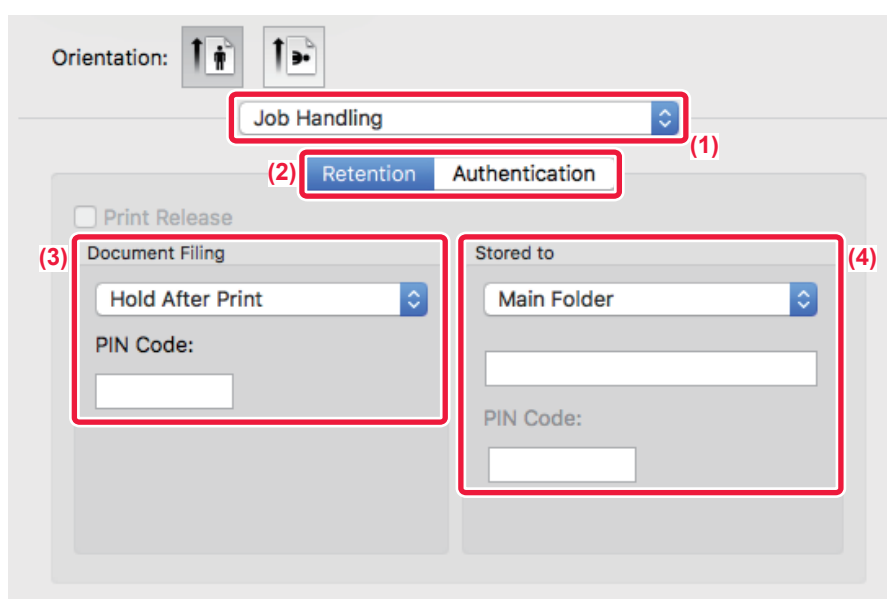 Orientation:
Job Handling
(1)
(2) Retention Authentication
Print Release
(3) Document Filing Stored to (4)
Hold After Print Main Folder
PIN Code:
PIN Code: